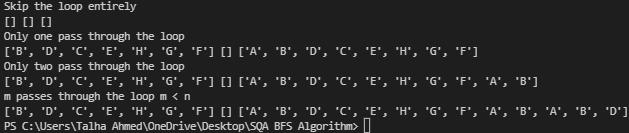 Skip the loop entirely
[] [] []
Only one pass through the loop
['B', 'D', 'C', 'E', 'H', 'G', 'F'] [] ['A', 'B', 'D', 'C', 'E', 'H', 'G', 'F']
Only two pass through the loop
['B', 'D', 'C', 'E', 'H', 'G', 'F'] [] ['A', 'B', 'D', 'C', 'E', 'H', 'G', 'F', 'A', 'B']
m passes through the loop m < n
['B', 'D', 'C', 'E', 'H', 'G', 'F'] [] ['A', 'B', 'D', 'C', 'E', 'H', 'G', 'F', 'A', 'B', 'A', 'B', 'D']
PS C:\Users\Talha Ahmed\OneDrive\Desktop\SQA BFS Algorithm>